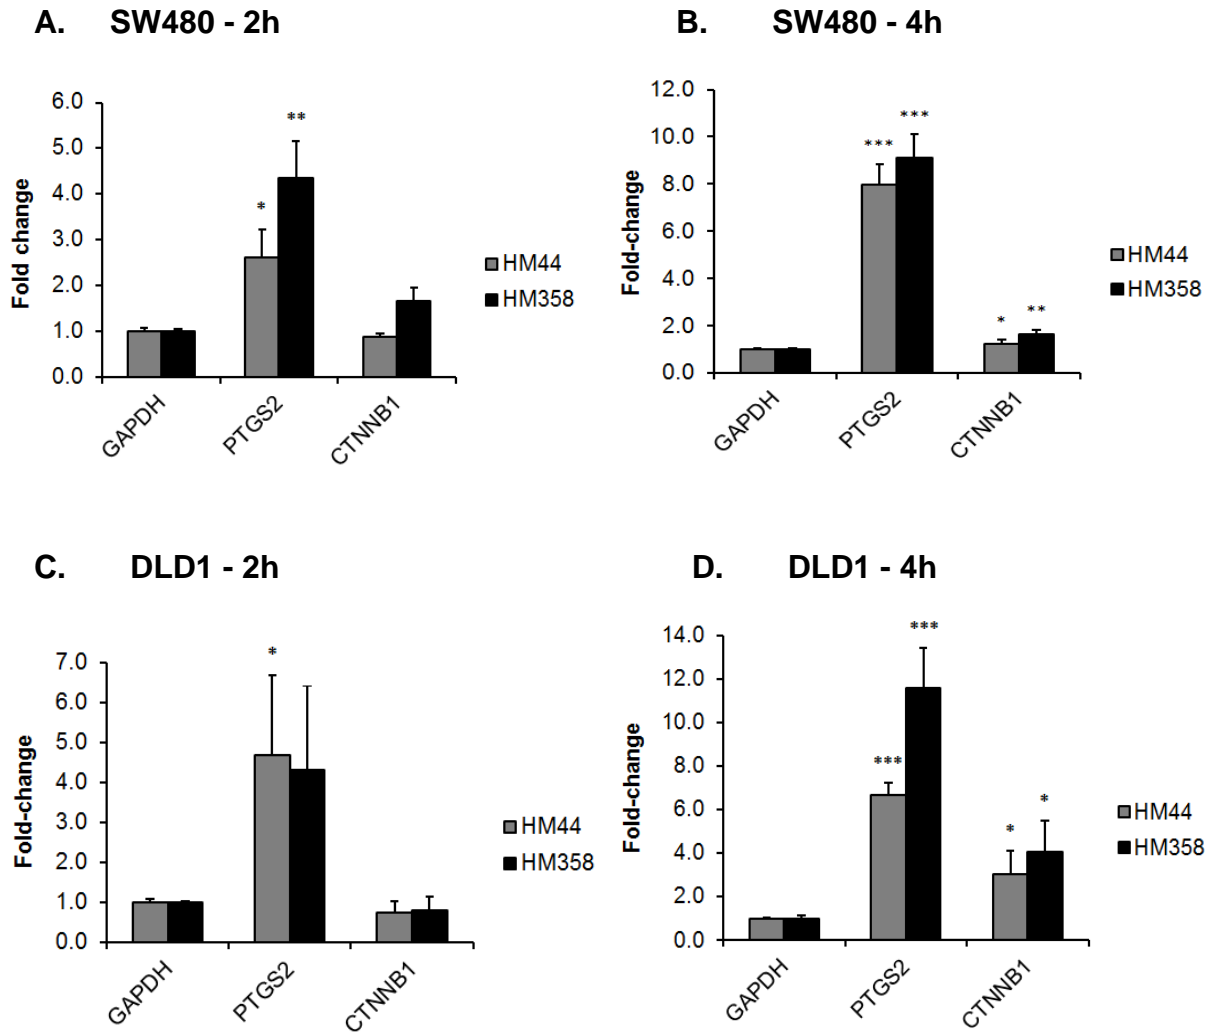 A. SW480 - 2h
6.0
5.0
4.0
3.0
2.0
1.0
0.0
Fold change
*
**
GAPDH
PTGS2
CTNNB1
HM44
HM358
B. SW480 - 4h
12.0
10.0
8.0
6.0
4.0
2.0
0.0
Fold-change
***
***
*
**
GAPDH
PTGS2
CTNNB1
HM44
HM358
C. DLD1 - 2h
7.0
6.0
5.0
4.0
3.0
2.0
1.0
0.0
Fold-change
*
GAPDH
PTGS2
CTNNB1
HM44
HM358
D. DLD1 - 4h
14.0
12.0
10.0
8.0
6.0
4.0
2.0
0.0
Fold-change
***
***
*
*
GAPDH
PTGS2
CTNNB1
HM44
HM358